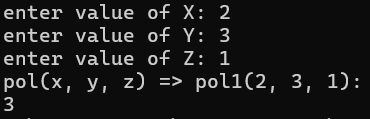 enter value of X: 2
enter value of Y: 3
enter value of Z: 1
pol(x, y, z) => pol1(2, 3, 1):
3